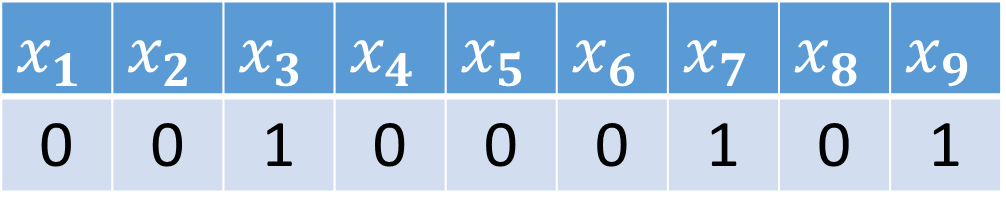 x₁ x₂ x₃ x₄ x₅ x₆ x₇ x₈ x₉
0 0 1 0 0 0 1 0 1